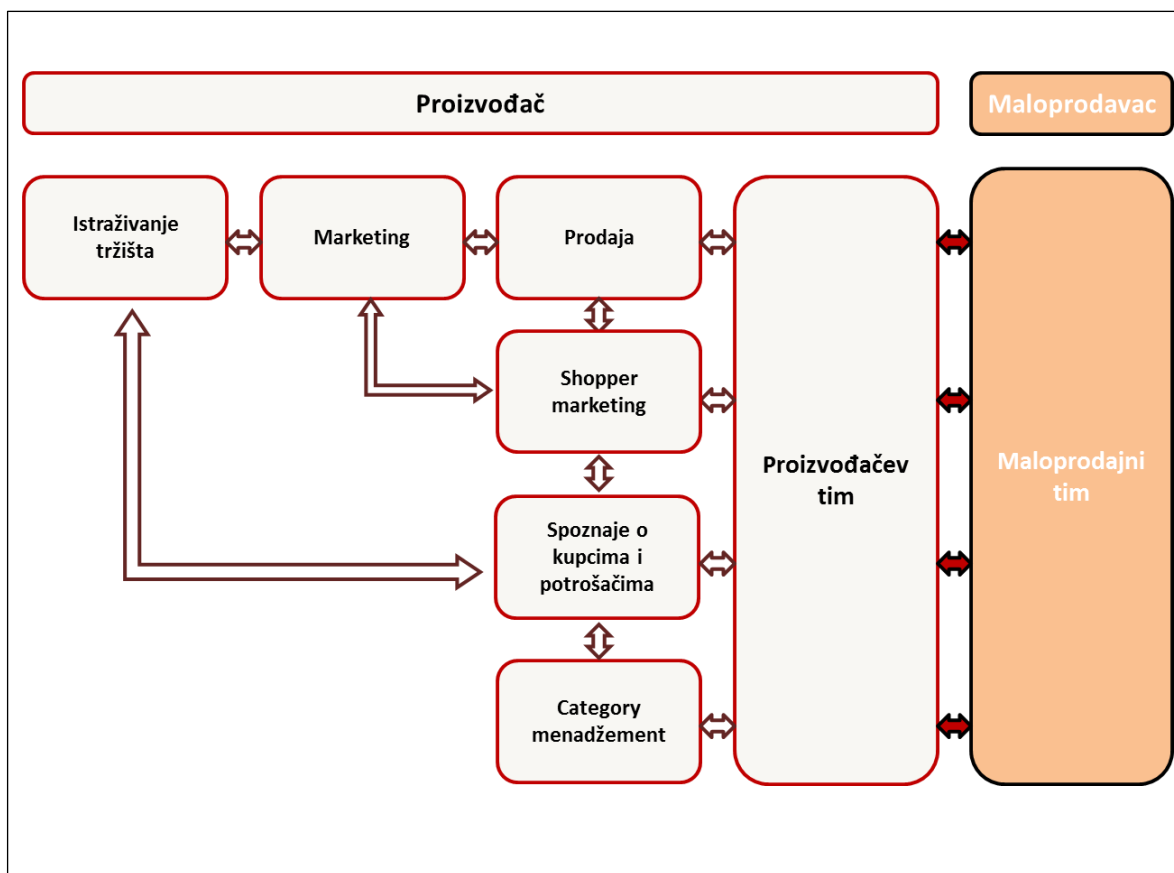 Proizvođač
Maloprodavac
Istraživanje
tržišta
Marketing
Prodaja
Shopper
marketing
Spoznaje o
kupcima i
potrošačima
Category
menadžement
Proizvođačev
tim
Maloprodajni
tim